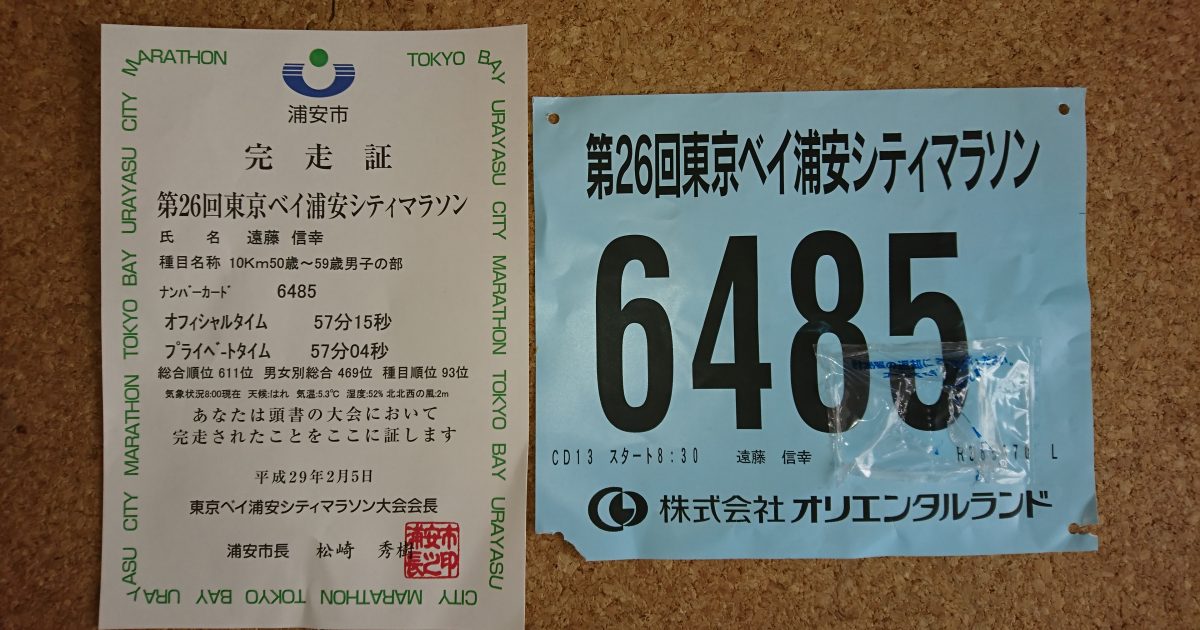 MARATHON TOKYO BAY URAYASU CITY MARATHON TOKYO BAY URAYASU CITY MARATHON TOKYO BAY URAYASU CITY MARATHON TOKYO BAY URAYASU CITY
浦安市
完走証
第26回東京ベイ浦安シティマラソン
氏 名 遠藤 信幸
種目名称 10Km50歳～59歳男子の部
ナンバーカード 6485
オフィシャルタイム 57分15秒
プライベートタイム 57分04秒
総合順位 611位 男女別総合 469位 種目順位 93位
気象状況8:00現在 天候:はれ 気温:5.3℃ 湿度:52% 北北西の風:2m
あなたは頭書の大会において
完走されたことをここに証します
平成29年2月5日
東京ベイ浦安シティマラソン大会会長
浦安市長 松崎 秀樹
浦安市長之印
第26回東京ベイ浦安シティマラソン
6485
CD13 スタート8:30 遠藤 信幸 L
株式会社オリエンタルランド